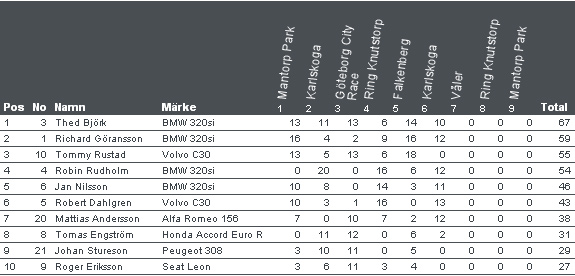 Mantorp Park
Karlskoga
Göteborg City Race
Ring Knutstorp
Falkenberg
Karlskoga
Våler
Ring Knutstorp
Mantorp Park
Pos No Namn Märke 1 2 3 4 5 6 7 8 9 Total
1 3 Thed Björk BMW 320si 13 11 13 6 14 10 0 0 0 67
2 1 Richard Göransson BMW 320si 16 4 2 9 16 12 0 0 0 59
3 10 Tommy Rustad Volvo C30 13 5 13 6 18 0 0 0 55
4 4 Robin Rudholm BMW 320si 0 20 0 16 6 12 0 0 0 54
5 6 Jan Nilsson BMW 320si 10 8 0 14 3 11 0 0 0 46
6 5 Robert Dahlgren Volvo C30 10 3 1 16 0 13 0 0 0 43
7 20 Mattias Andersson Alfa Romeo 156 7 0 10 7 2 12 0 0 0 38
8 8 Tomas Engström Honda Accord Euro R 0 11 12 0 6 2 0 0 0 31
9 21 Johan Stureson Peugeot 308 3 10 11 0 5 0 0 0 0 29
10 9 Roger Eriksson Seat Leon 3 6 11 3 4 0 0 0 0 27